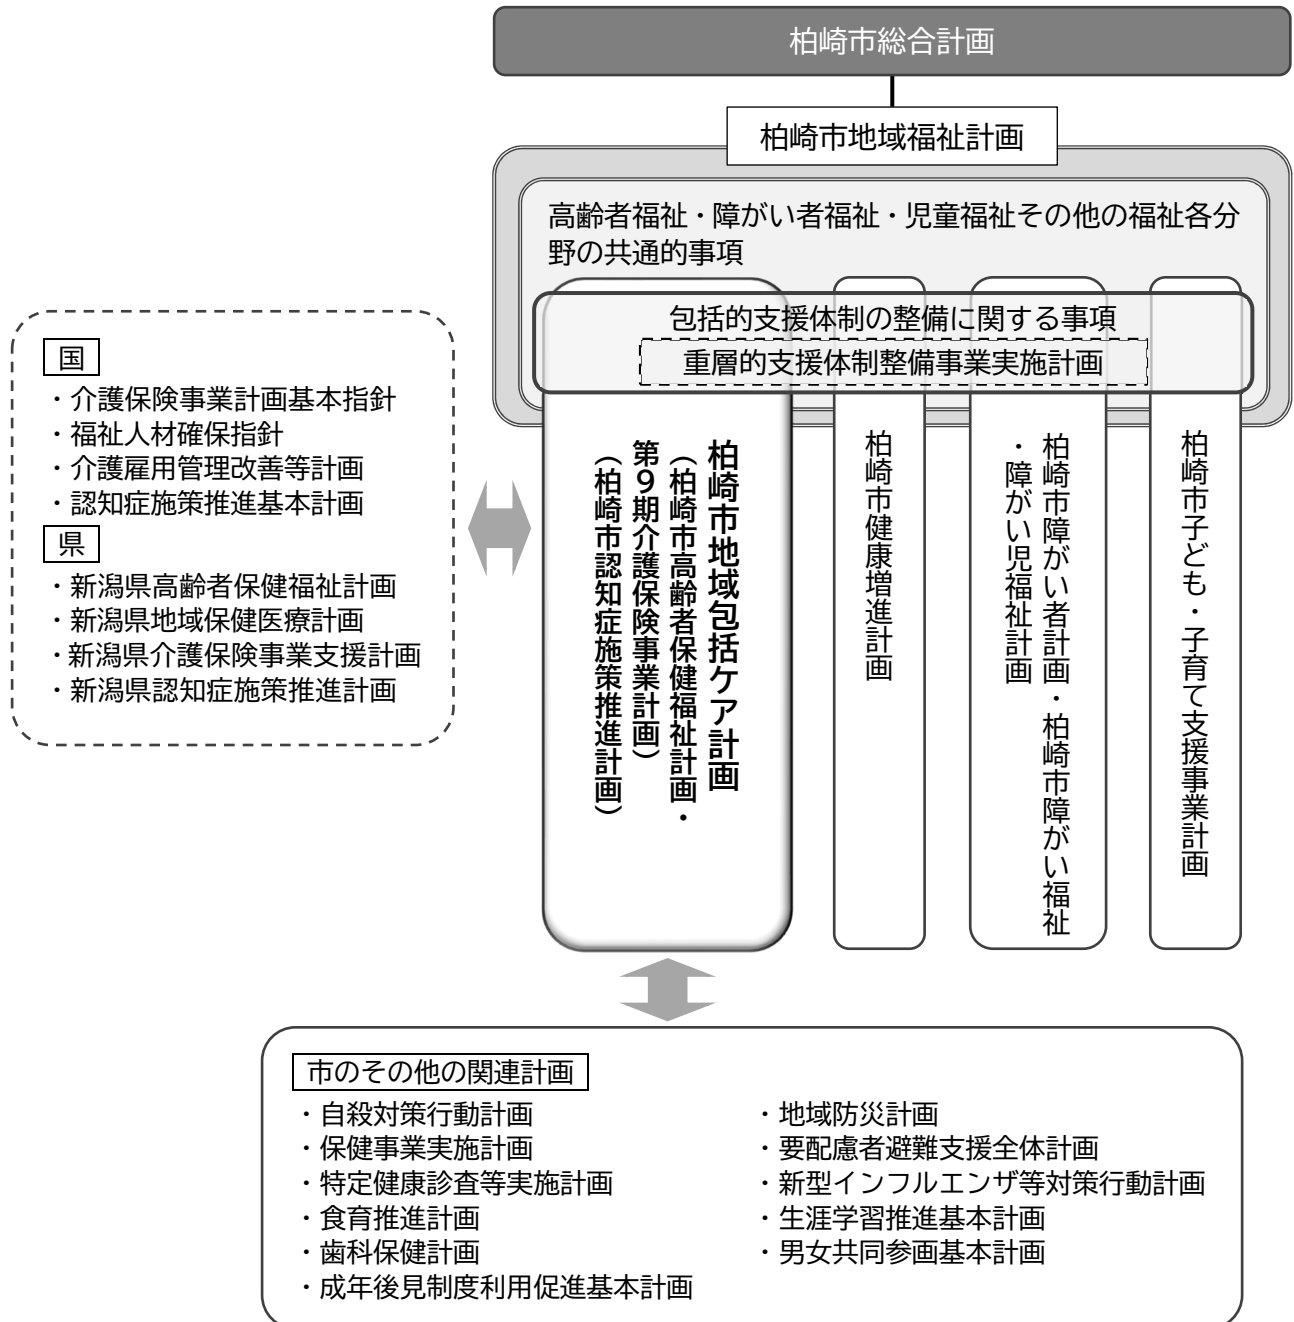 柏崎市総合計画
柏崎市地域福祉計画
高齢者福祉・障がい者福祉・児童福祉その他の福祉各分
野の共通的事項
包括的支援体制の整備に関する事項
重層的支援体制整備事業実施計画
国
・介護保険事業計画基本指針
・福祉人材確保指針
・介護雇用管理改善等計画
・認知症施策推進基本計画
県
・新潟県高齢者保健福祉計画
・新潟県地域保健医療計画
・新潟県介護保険事業支援計画
・新潟県認知症施策推進計画
柏崎市地域包括ケア計画
（柏崎市高齢者保健福祉計画・
第９期介護保険事業計画）
（柏崎市認知症施策推進計画）
柏崎市健康増進計画
柏崎市障がい者計画・柏崎市障がい福祉
・障がい児福祉計画
柏崎市子ども・子育て支援事業計画
市のその他の関連計画
・自殺対策行動計画
・保健事業実施計画
・特定健康診査等実施計画
・食育推進計画
・歯科保健計画
・成年後見制度利用促進基本計画
・地域防災計画
・要配慮者避難支援全体計画
・新型インフルエンザ等対策行動計画
・生涯学習推進基本計画
・男女共同参画基本計画